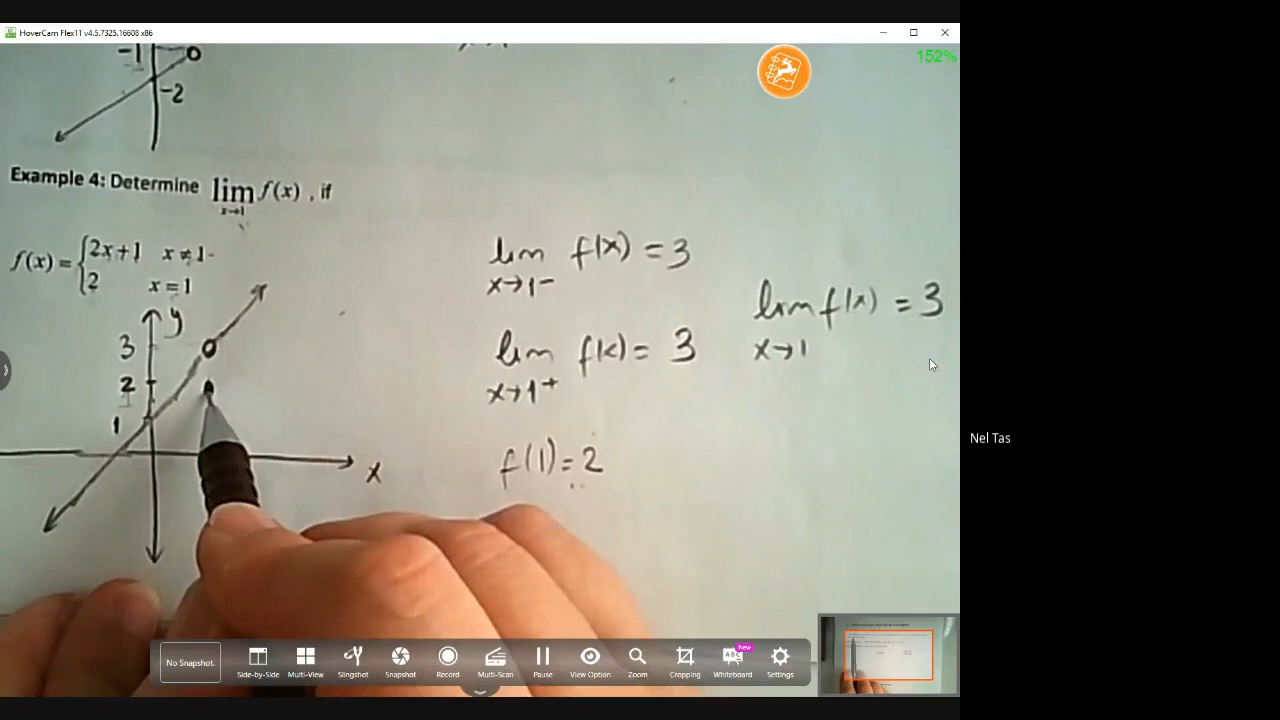 HoverCam Flex11 v4.5.7325.16608 x86
152%
-1
-2
Example 4: Determine lim f(x) , if
x→1
f(x) = { 2x+1 x ≠ 1
2 x = 1
y
3
2
1
x
lim f(x) = 3
x→1-
lim f(x) = 3
x→1+
f(1) = 2
lim f(x) = 3
x→1
Nel Tas
No Snapshot.
Side-by-Side
Multi-View
Slingshot
Snapshot
Record
Multi-Scan
Pause
View Option
Zoom
Cropping
New
ABC
Whiteboard
Settings